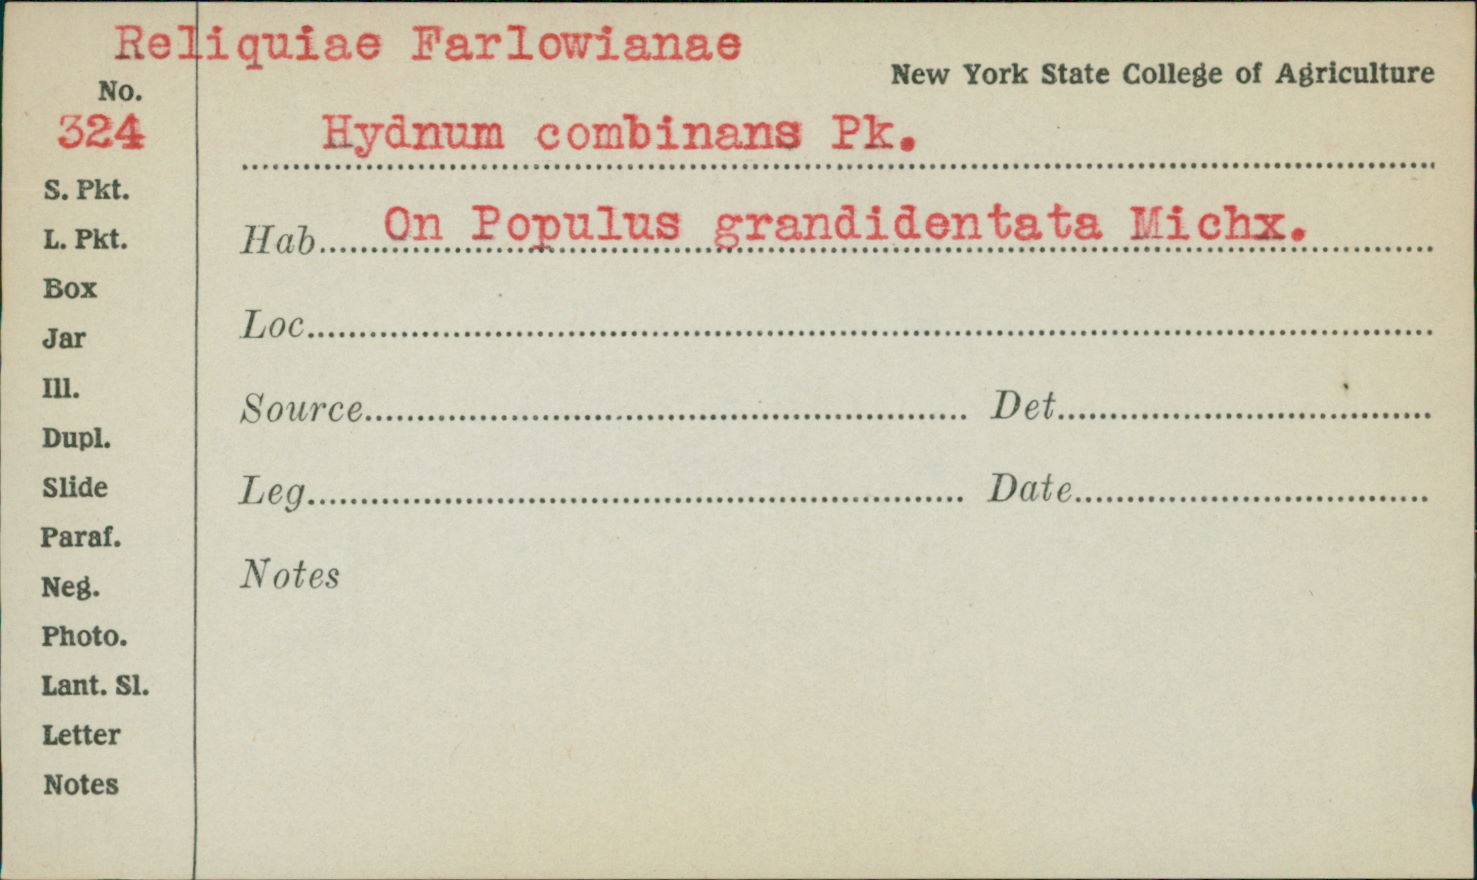 Reliquiae Farlowianae
New York State College of Agriculture
No.
324
Hydnum combinans Pk.
S. Pkt.
L. Pkt.
Box
Jar
Ill.
Dupl.
Slide
Paraf.
Neg.
Photo.
Lant. Sl.
Letter
Notes
Hab. On Populus grandidentata Michx.
Loc.
Source. Det.
Leg. Date.
Notes